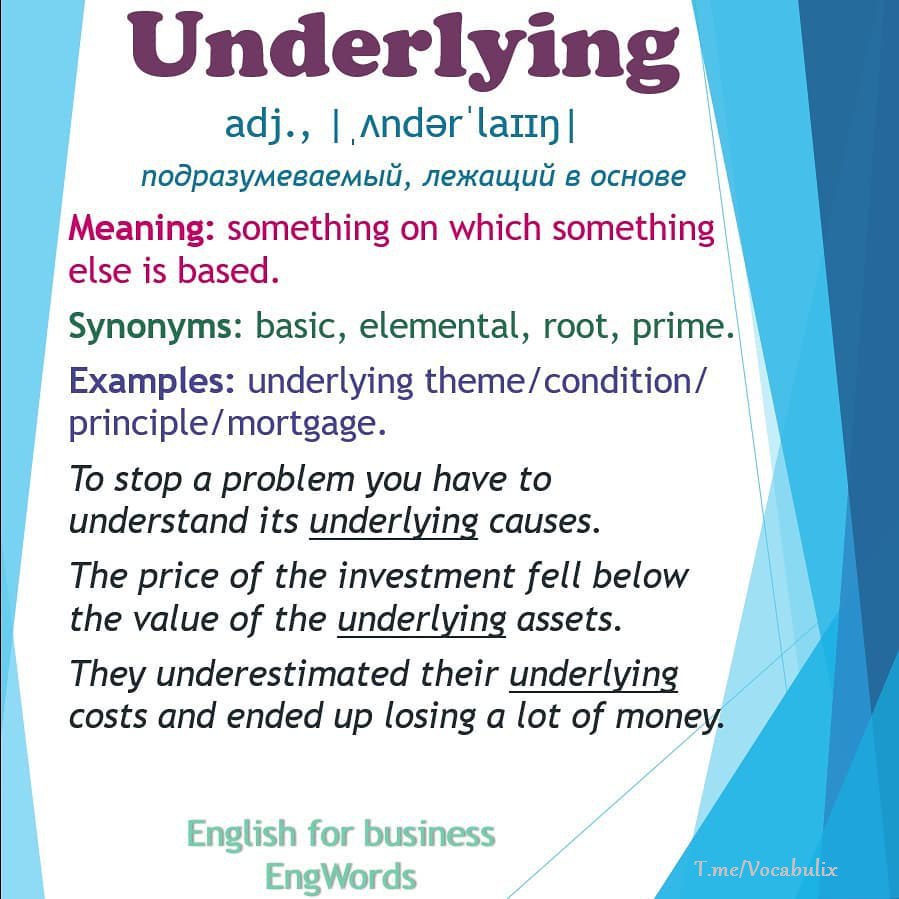 Underlying
adj., |ˌʌndərˈlaɪɪŋ|
подразумеваемый, лежащий в основе
Meaning: something on which something
else is based.
Synonyms: basic, elemental, root, prime.
Examples: underlying theme/condition/
principle/mortgage.
To stop a problem you have to
understand its underlying causes.
The price of the investment fell below
the value of the underlying assets.
They underestimated their underlying
costs and ended up losing a lot of money.
English for business
EngWords
T.me/Vocabulix